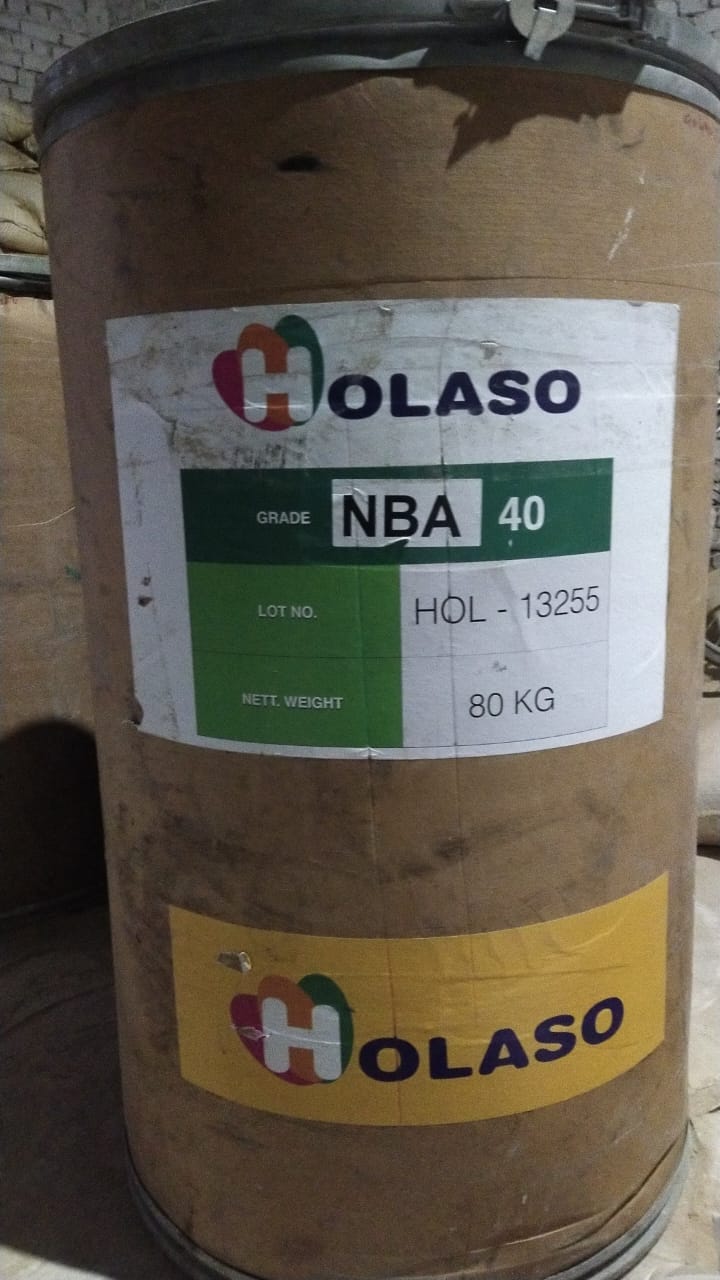 HOLASO
GRADE NBA 40
LOT NO. HOL - 13255
NETT. WEIGHT 80 KG
HOLASO